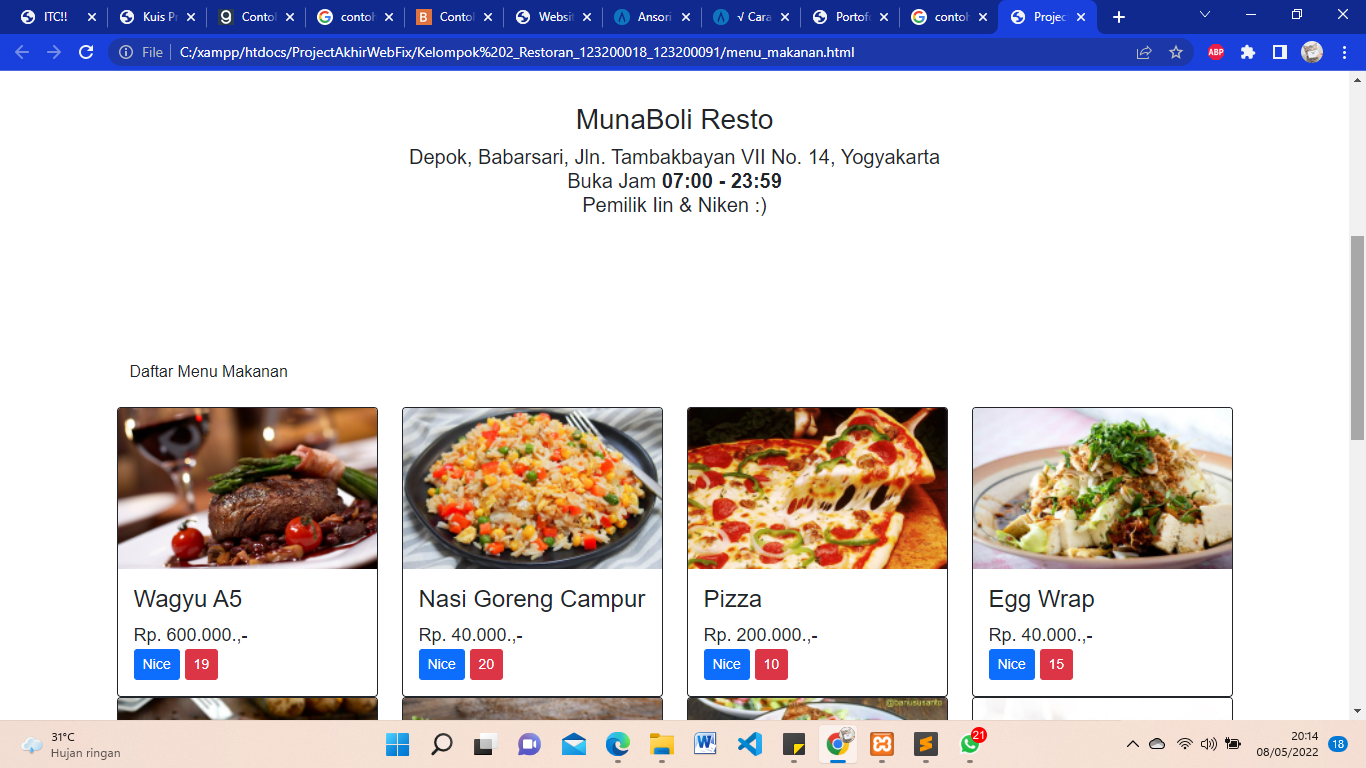 ITC!!
Kuis Pr
Contol
contoh
Contol
Websit
Ansori
√ Cara
Portofo
contoh
Projec
File
C:/xampp/htdocs/ProjectAkhirWebFix/Kelompok%202_Restoran_123200018_123200091/menu_makanan.html
ABP
MunaBoli Resto
Depok, Babarsari, Jln. Tambakbayan VII No. 14, Yogyakarta
Buka Jam 07:00 - 23:59
Pemilik Iin & Niken :)
Daftar Menu Makanan
Wagyu A5
Rp. 600.000.,-
Nice 19
Nasi Goreng Campur
Rp. 40.000.,-
Nice 20
Pizza
Rp. 200.000.,-
Nice 10
Egg Wrap
Rp. 40.000.,-
Nice 15
31°C
Hujan ringan
21
20:14
08/05/2022
18